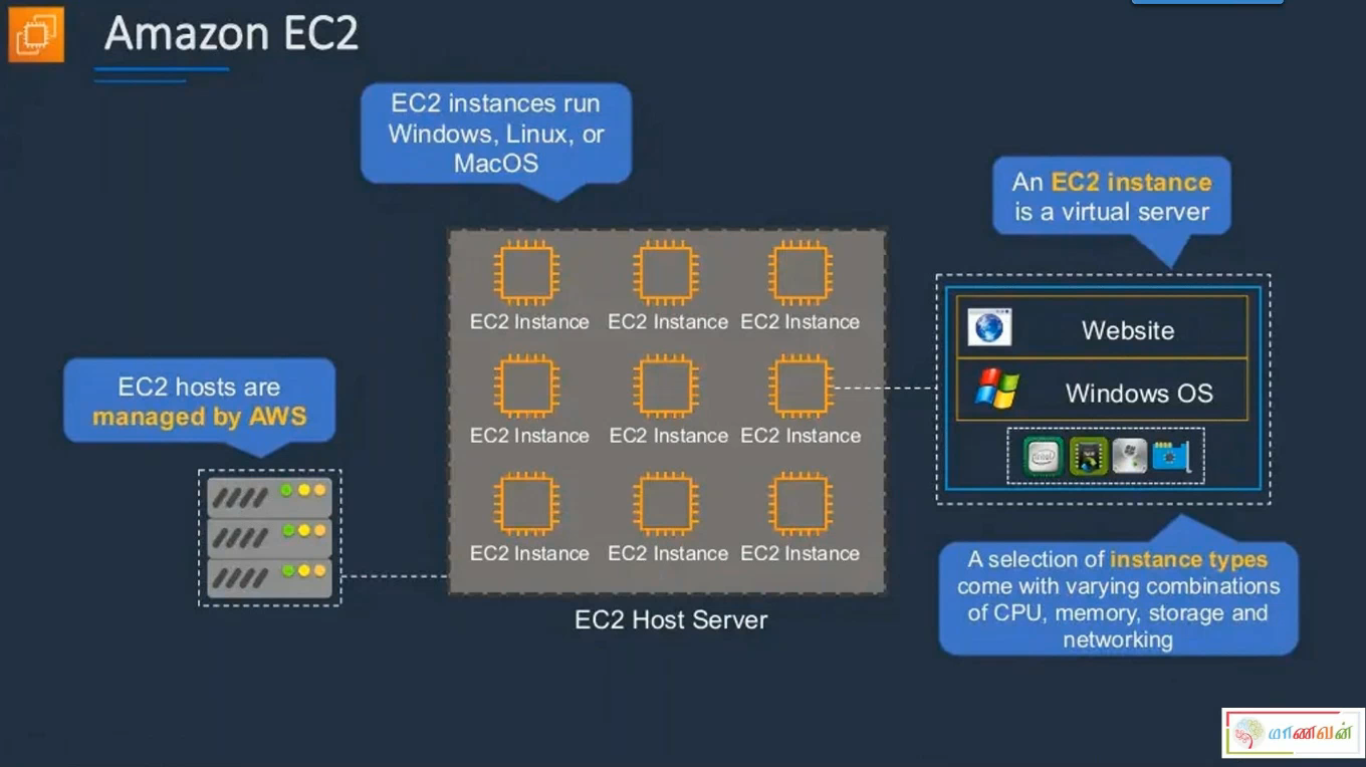 Amazon EC2
EC2 instances run
Windows, Linux, or
MacOS
An EC2 instance
is a virtual server
EC2 Instance EC2 Instance EC2 Instance
Website
Windows OS
EC2 hosts are
managed by AWS
EC2 Instance EC2 Instance EC2 Instance
EC2 Instance EC2 Instance EC2 Instance
EC2 Host Server
A selection of instance types
come with varying combinations
of CPU, memory, storage and
networking
மாணவன்